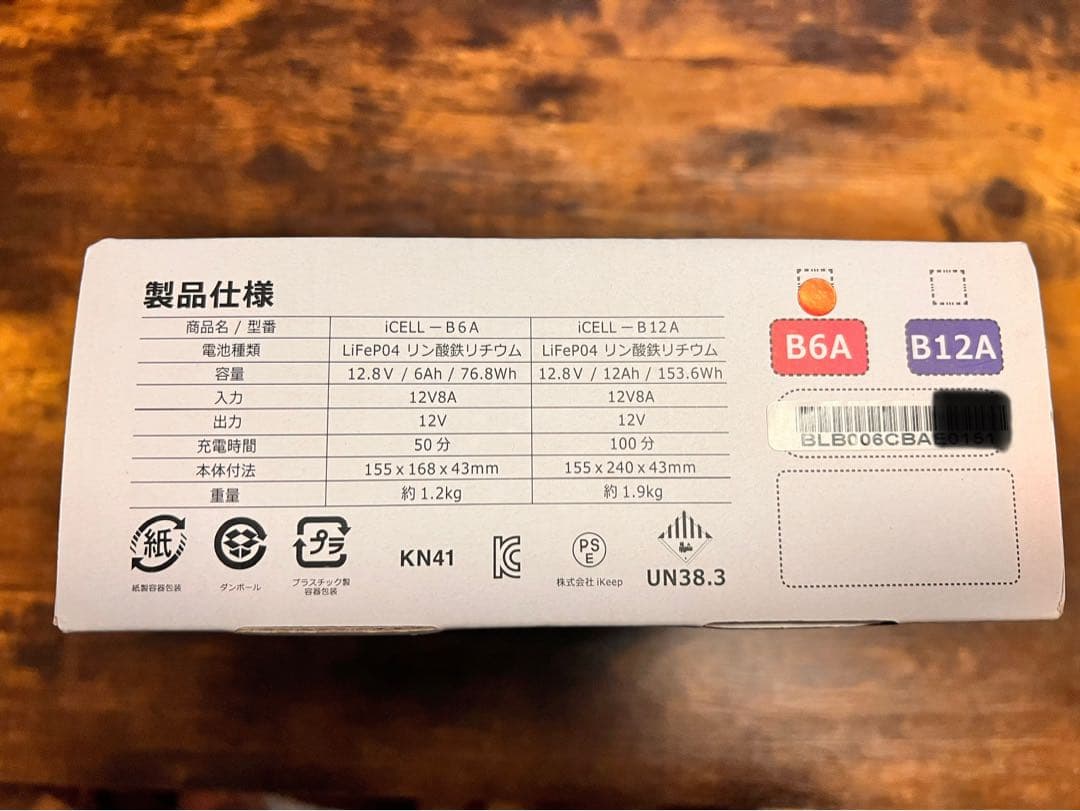 製品仕様
商品名 / 型番 iCELL－B6A iCELL－B12A
電池種類 LiFeP04 リン酸鉄リチウム LiFeP04 リン酸鉄リチウム
容量 12.8V / 6Ah / 76.8Wh 12.8V / 12Ah / 153.6Wh
入力 12V8A 12V8A
出力 12V 12V
充電時間 50分 100分
本体付法 155 x 168 x 43mm 155 x 240 x 43mm
重量 約1.2kg 約1.9kg
B6A B12A
BLB006CBAE0151
紙
紙製容器包装
ダンボール
プラ
プラスチック製
容器包装
KN41
KC
PS
E
株式会社 iKeep
UN38.3